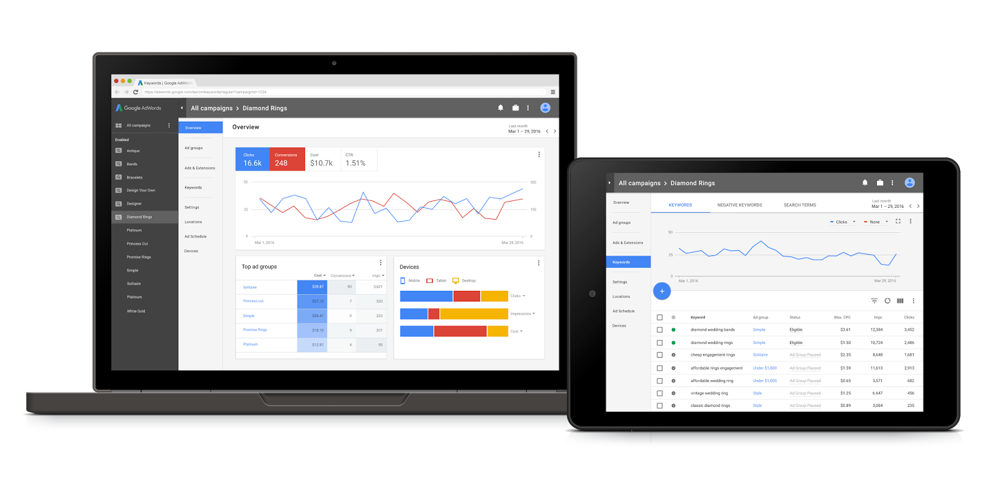 Keywords | Google AdWords
https://adwords.google.com/aw/cm/keywords/regular?campaignid=1234
Google AdWords
All campaigns > Diamond Rings
All campaigns
Enabled
Antique
Bands
Bracelets
Design Your Own
Designer
Diamond Rings
Platinum
Princess Cut
Promise Rings
Simple
Solitaire
Platinum
White Gold
Overview
Ad groups
Ads & Extensions
Keywords
Settings
Locations
Ad Schedule
Devices
Overview
Last month
Mar 1 – 29, 2016
Clicks
16.6k
Conversions
248
Cost
$10.7k
CTR
1.51%
50
25
0
300
150
0
Mar 1, 2016
Mar 29, 2016
Top ad groups
Cost Conversions Impr.
Solitaire $39.87 90 3,621
Princess cut $27.13 7 520
Simple $26.41 0 223
Promise Rings $18.10 9 201
Platinum $12.97 4 95
Devices
Mobile Tablet Desktop
Clicks
Impressions
Cost
All campaigns > Diamond Rings
Overview
Ad groups
Ads & Extensions
Keywords
Settings
Locations
Ad Schedule
Devices
KEYWORDS NEGATIVE KEYWORDS SEARCH TERMS
Last month
Mar 1 – 29, 2016
Clicks None
50
25
0
Mar 1, 2016
Mar 29, 2016
+
Keyword Ad group Status Max. CPC Impr. Clicks
diamond wedding bands Simple Eligible $3.61 12,384 3,452
diamond wedding rings Simple Eligible $1.50 10,724 2,486
cheap engagement rings Solitaire Ad Group Paused $2.35 8,648 1,681
affordable rings engagement Under $1,000 Ad Group Paused $1.59 11,613 2,913
affordable wedding ring Under $1,000 Ad Group Paused $0.65 3,571 682
vintage wedding ring Style Ad Group Paused $1.25 6.647 456
classic diamond rings Style Ad Group Paused $0.89 3,084 235